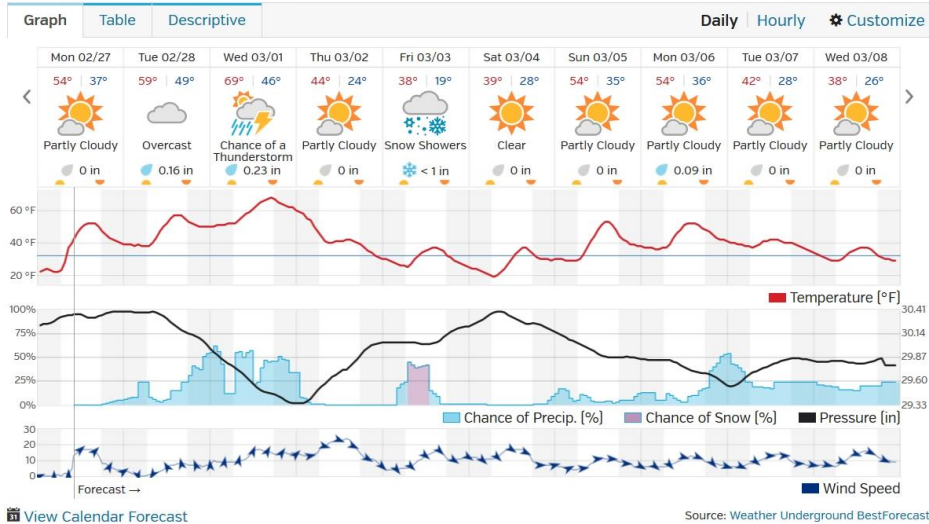 Graph Table Descriptive Daily Hourly Customize
Mon 02/27 Tue 02/28 Wed 03/01 Thu 03/02 Fri 03/03 Sat 03/04 Sun 03/05 Mon 03/06 Tue 03/07 Wed 03/08
54° 37° 59° 49° 69° 46° 44° 24° 38° 19° 39° 28° 54° 35° 54° 36° 42° 28° 38° 26°
Partly Cloudy Overcast Chance of a Thunderstorm Partly Cloudy Snow Showers Clear Partly Cloudy Partly Cloudy Partly Cloudy Partly Cloudy
0 in 0.16 in 0.23 in 0 in < 1 in 0 in 0 in 0.09 in 0 in 0 in
60 °F
40 °F
20 °F
Temperature [°F]
100% 30.41
75% 30.14
50% 29.87
25% 29.60
0% 29.33
Chance of Precip. [%] Chance of Snow [%] Pressure [in]
30
20
10
0
Forecast →
Wind Speed
31 View Calendar Forecast Source: Weather Underground BestForecast